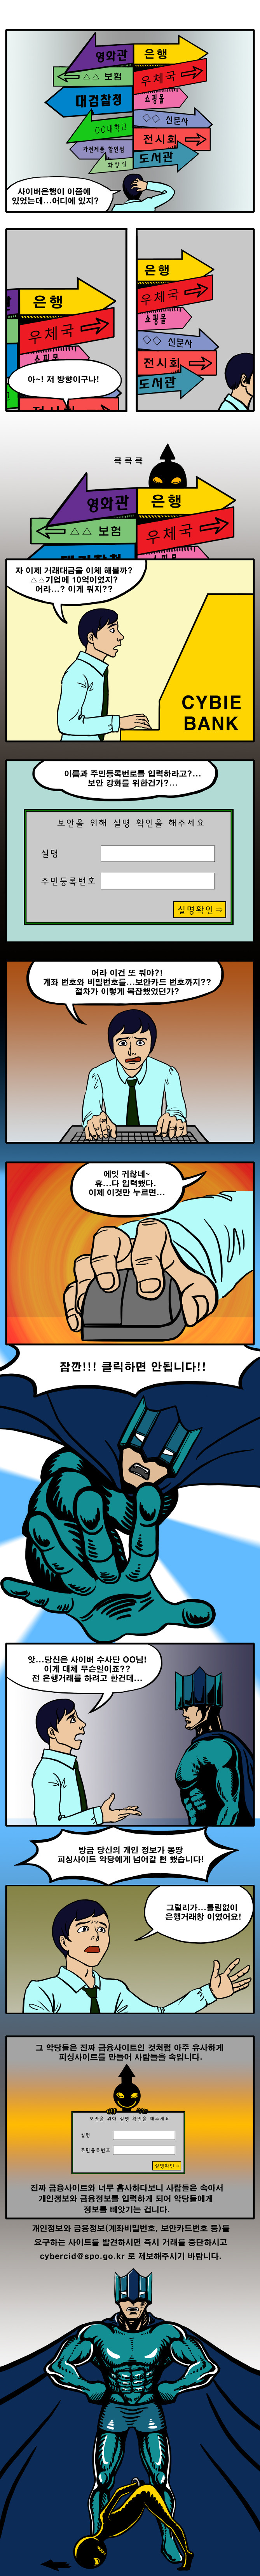 영화관
은행
△△ 보험
우체국
대검찰청
쇼핑몰
○○대학교
◇◇ 신문사
가전제품 할인점
전시회
화장실
도서관
사이버은행이 이쯤에
있었는데...어디에 있지?
은행
우체국
쇼핑몰
아~! 저 방향이구나!
전시회
은행
우체국
쇼핑몰
◇◇ 신문사
전시회
도서관
큭 큭 큭
영화관
은행
△△ 보험
우체국
대검찰청
쇼핑몰
자 이제 거래대금을 이체 해볼까?
△△기업에 10억이었지?
어라...? 이게 뭐지??
CYBIE
BANK
이름과 주민등록번로를 입력하라고?...
보안 강화를 위한건가?...
보안을 위해 실명 확인을 해주세요
실명
주민등록번호
실명확인→
어라 이건 또 뭐야?!
계좌 번호와 비밀번호를...보안카드 번호까지??
절차가 이렇게 복잡했었던가?
에잇 귀찮네~
휴...다 입력했다.
이제 이것만 누르면...
잠깐!!! 클릭하면 안됩니다!!
앗...당신은 사이버 수사단 OO님!
이게 대체 무슨일이죠??
전 은행거래를 하려고 한건데...
방금 당신의 개인 정보가 몽땅
피싱사이트 악당에게 넘어갈 뻔 했습니다!
그럴리가...틀림없이
은행거래창 이였어요!
그 악당들은 진짜 금융사이트인 것처럼 아주 유사하게
피싱사이트를 만들어 사람들을 속입니다.
보안을 위해 실명 확인을 해주세요
실명
주민등록번호
실명확인→
진짜 금융사이트와 너무 흡사하다보니 사람들은 속아서
개인정보와 금융정보를 입력하게 되어 악당들에게
정보를 빼앗기는 겁니다.
개인정보와 금융정보(계좌비밀번호, 보안카드번호 등)를
요구하는 사이트를 발견하시면 즉시 거래를 중단하시고
cybercid@spo.go.kr 로 제보해주시기 바랍니다.